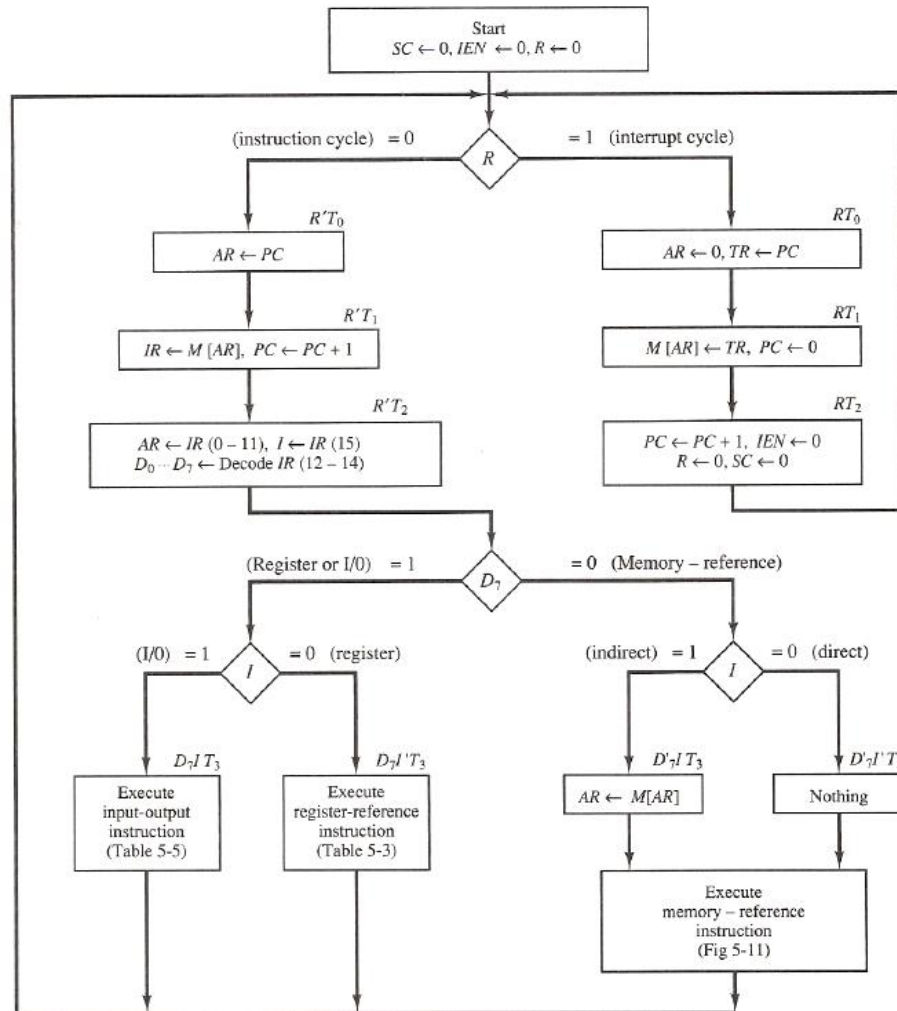 Start
SC ← 0, IEN ← 0, R ← 0
(instruction cycle) = 0
= 1 (interrupt cycle)
R
R'T₀
AR ← PC
RT₀
AR ← 0, TR ← PC
R'T₁
IR ← M [AR], PC ← PC + 1
RT₁
M [AR] ← TR, PC ← 0
R'T₂
AR ← IR (0 – 11), I ← IR (15)
D₀ ... D₇ ← Decode IR (12 – 14)
RT₂
PC ← PC + 1, IEN ← 0
R ← 0, SC ← 0
(Register or I/0) = 1
= 0 (Memory – reference)
D₇
(I/0) = 1
= 0 (register)
I
(indirect) = 1
= 0 (direct)
I
D₇IT₃
Execute
input-output
instruction
(Table 5-5)
D₇I'T₃
Execute
register-reference
instruction
(Table 5-3)
D'₇IT₃
AR ← M[AR]
D'₇I'T
Nothing
Execute
memory – reference
instruction
(Fig 5-11)